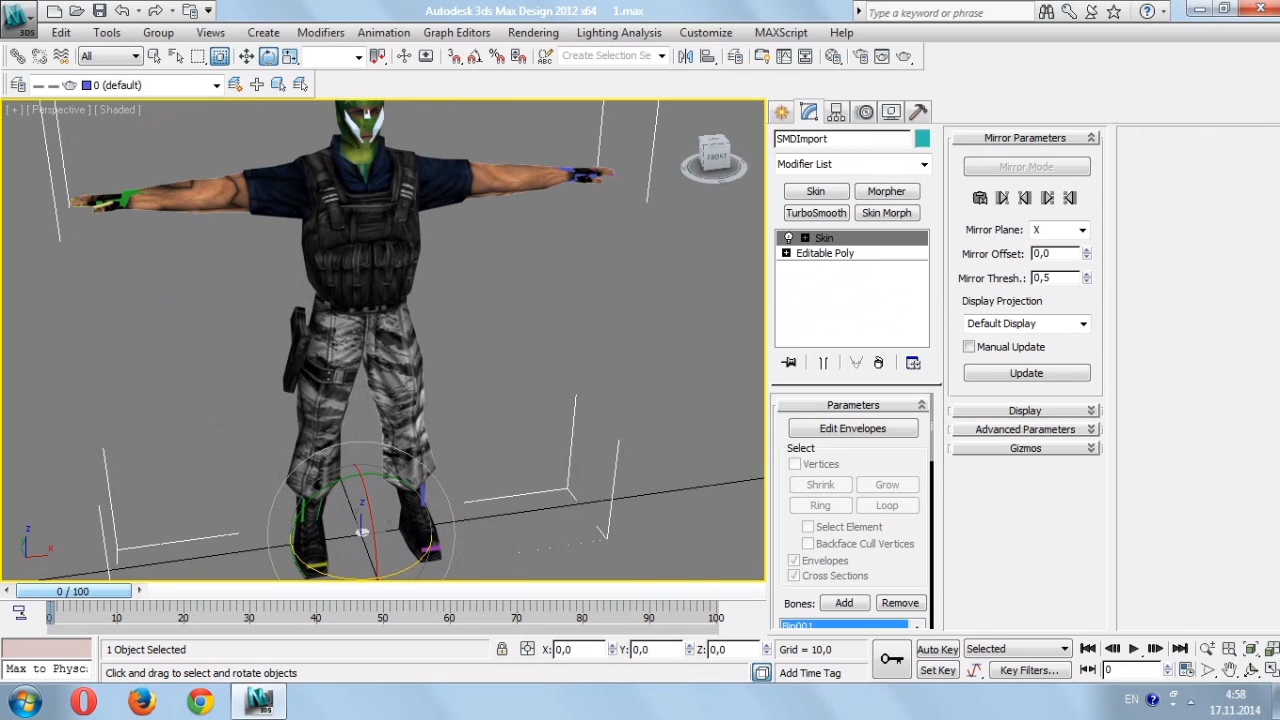 Autodesk 3ds Max Design 2012 x64 1.max
Type a keyword or phrase
3DS
Edit Tools Group Views Create Modifiers Animation Graph Editors Rendering Lighting Analysis Customize MAXScript Help
All
Create Selection Se
0 (default)
[ + ] [ Perspective ] [ Shaded ]
FRONT
z
z
x
SMDImport
Modifier List
Skin Morpher
TurboSmooth Skin Morph
Skin
Editable Poly
Parameters
Edit Envelopes
Select
Vertices
Shrink Grow
Ring Loop
Select Element
Backface Cull Vertices
Envelopes
Cross Sections
Bones: Add Remove
Bip001
Mirror Parameters
Mirror Mode
Mirror Plane: X
Mirror Offset: 0,0
Mirror Thresh.: 0,5
Display Projection
Default Display
Manual Update
Update
Display
Advanced Parameters
Gizmos
0 / 100
0 10 20 30 40 50 60 70 80 90 100
1 Object Selected X: 0,0 Y: 0,0 Z: 0,0 Grid = 10,0 Auto Key Selected
Max to Physc Click and drag to select and rotate objects Add Time Tag Set Key Key Filters... 0
EN 4:58
17.11.2014